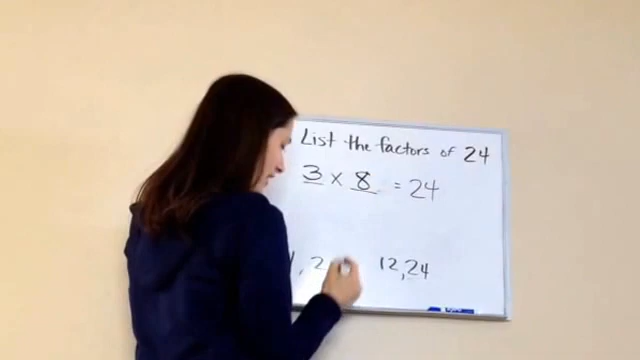 List the factors of 24
3 x 8 = 24
1, 2 12, 24